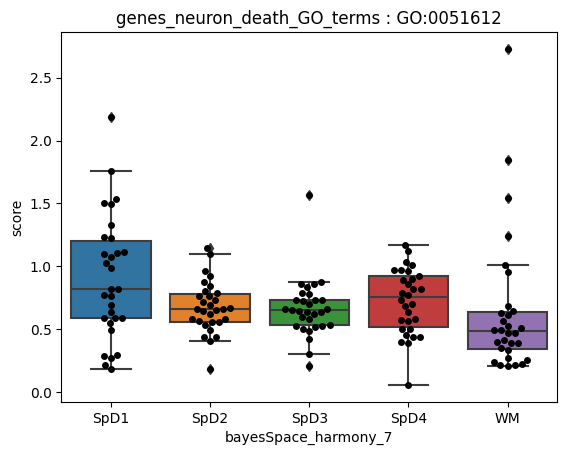 genes_neuron_death_GO_terms : GO:0051612
score
2.5
2.0
1.5
1.0
0.5
0.0
SpD1 SpD2 SpD3 SpD4 WM
bayesSpace_harmony_7